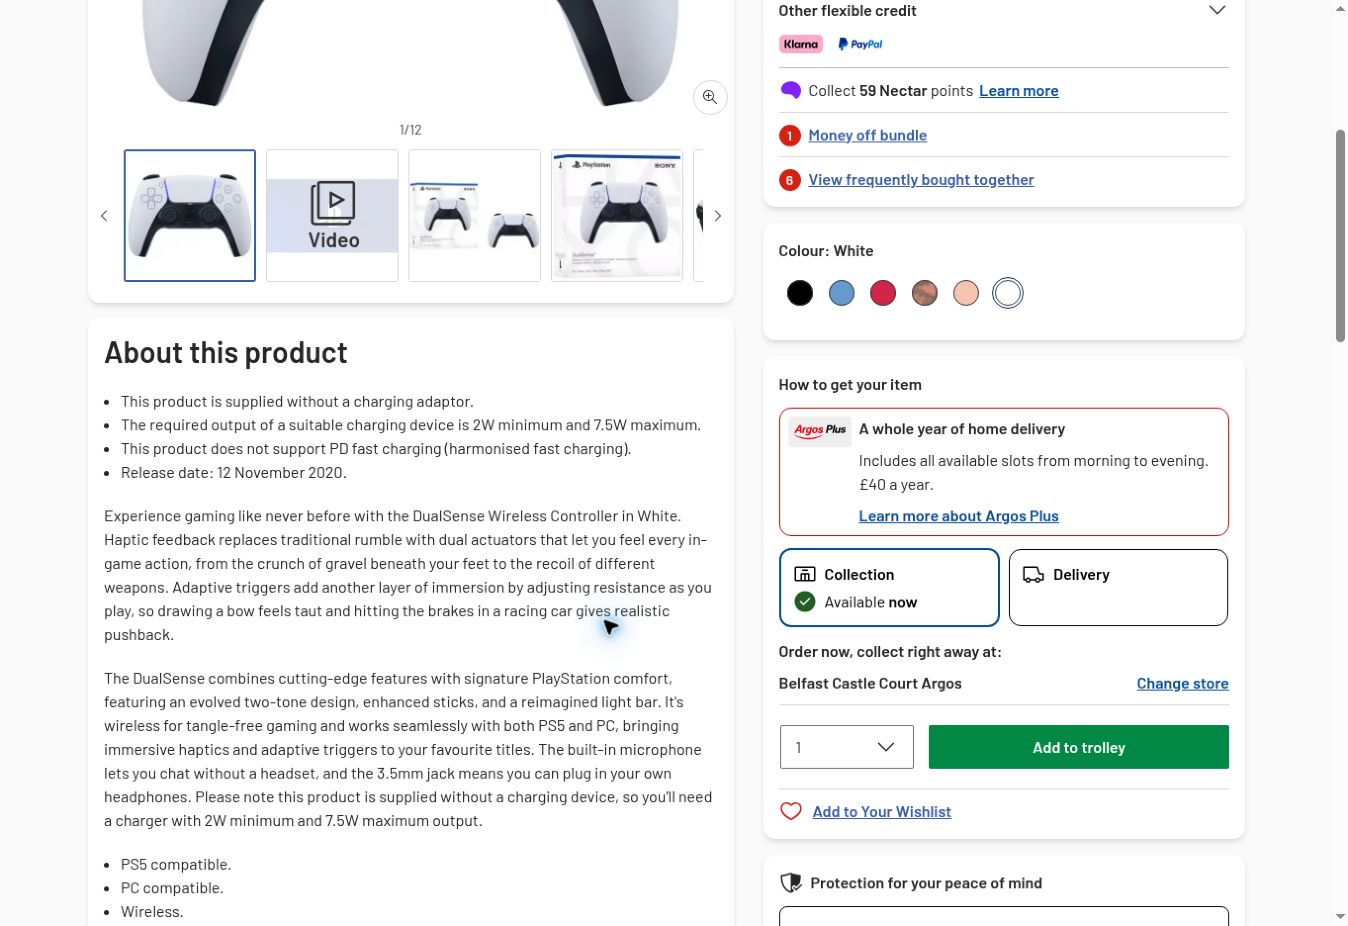 1/12
Video
PlayStation
SONY
PlayStation
SONY
DualSense
About this product
This product is supplied without a charging adaptor.
The required output of a suitable charging device is 2W minimum and 7.5W maximum.
This product does not support PD fast charging (harmonised fast charging).
Release date: 12 November 2020.
Experience gaming like never before with the DualSense Wireless Controller in White.
Haptic feedback replaces traditional rumble with dual actuators that let you feel every in-
game action, from the crunch of gravel beneath your feet to the recoil of different
weapons. Adaptive triggers add another layer of immersion by adjusting resistance as you
play, so drawing a bow feels taut and hitting the brakes in a racing car gives realistic
pushback.
The DualSense combines cutting-edge features with signature PlayStation comfort,
featuring an evolved two-tone design, enhanced sticks, and a reimagined light bar. It's
wireless for tangle-free gaming and works seamlessly with both PS5 and PC, bringing
immersive haptics and adaptive triggers to your favourite titles. The built-in microphone
lets you chat without a headset, and the 3.5mm jack means you can plug in your own
headphones. Please note this product is supplied without a charging device, so you'll need
a charger with 2W minimum and 7.5W maximum output.
PS5 compatible.
PC compatible.
Wireless.
Other flexible credit
Klarna PayPal
Collect 59 Nectar points Learn more
1 Money off bundle
6 View frequently bought together
Colour: White
How to get your item
Argos Plus A whole year of home delivery
Includes all available slots from morning to evening.
£40 a year.
Learn more about Argos Plus
Collection
Available now
Delivery
Order now, collect right away at:
Belfast Castle Court Argos Change store
1 Add to trolley
Add to Your Wishlist
Protection for your peace of mind